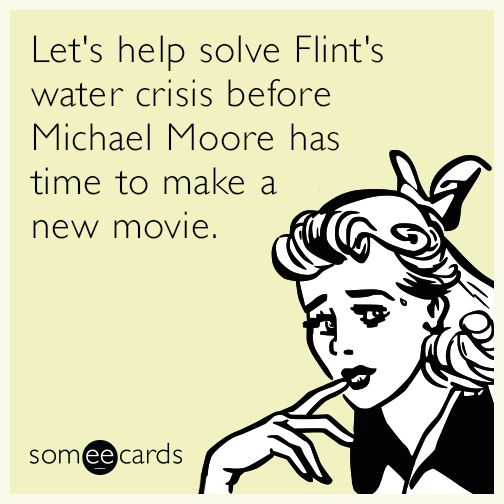 Let's help solve Flint's
water crisis before
Michael Moore has
time to make a
new movie.
someecards